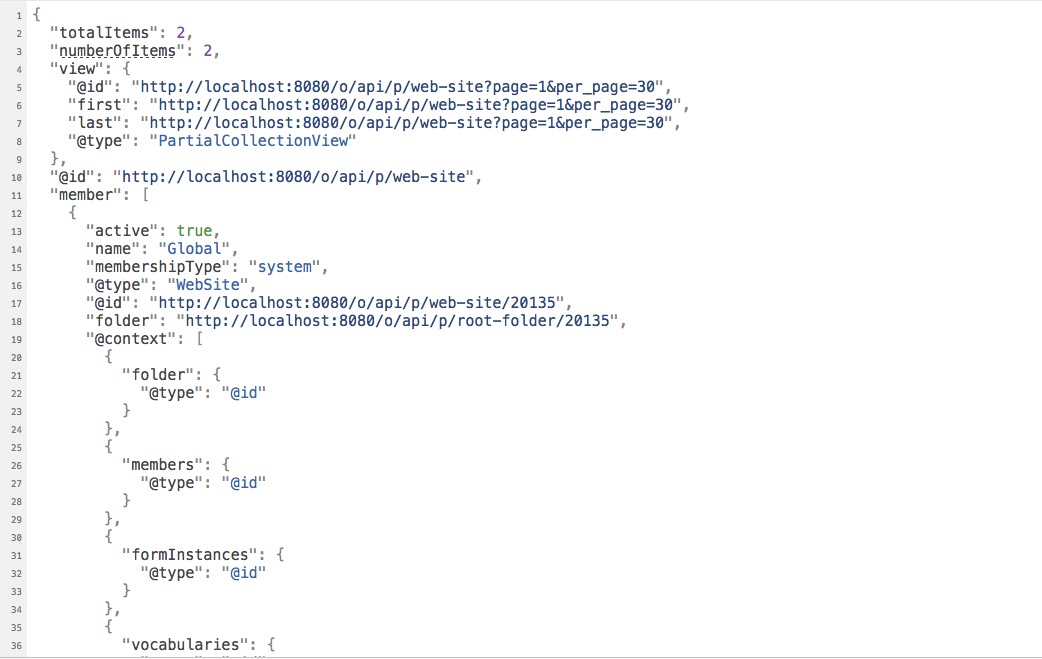 1 {
2 "totalItems": 2,
3 "numberOfItems": 2,
4 "view": {
5 "@id": "http://localhost:8080/o/api/p/web-site?page=1&per_page=30",
6 "first": "http://localhost:8080/o/api/p/web-site?page=1&per_page=30",
7 "last": "http://localhost:8080/o/api/p/web-site?page=1&per_page=30",
8 "@type": "PartialCollectionView"
9 },
10 "@id": "http://localhost:8080/o/api/p/web-site",
11 "member": [
12 {
13 "active": true,
14 "name": "Global",
15 "membershipType": "system",
16 "@type": "WebSite",
17 "@id": "http://localhost:8080/o/api/p/web-site/20135",
18 "folder": "http://localhost:8080/o/api/p/root-folder/20135",
19 "@context": [
20 {
21 "folder": {
22 "@type": "@id"
23 }
24 },
25 {
26 "members": {
27 "@type": "@id"
28 }
29 },
30 {
31 "formInstances": {
32 "@type": "@id"
33 }
34 },
35 {
36 "vocabularies": {